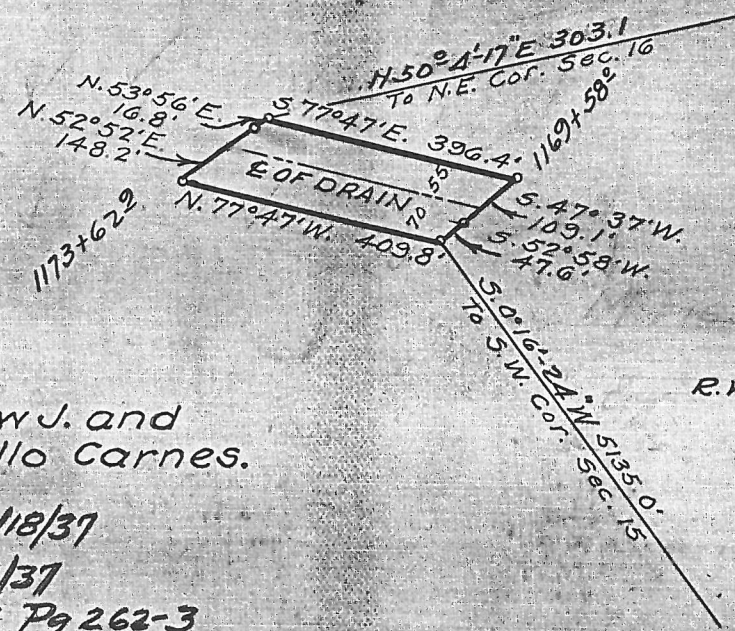 N 50°-4'-17" E 303.1
To N.E. Cor. Sec. 16
N. 53°56' E.
16.8'
N. 52°52' E.
148.2'
S. 77°47' E. 396.4'
1169+58
℄ OF DRAIN
55
70
S. 47°37' W.
109.1'
S. 52°58' W.
47.6'
N. 77°47' W. 409.8'
1173+62
S. 0°16'-24" W 5135.0'
To S. W. Cor. Sec. 15
R.
w J. and
llo Carnes.
/18/37
/37
Pg 262-3